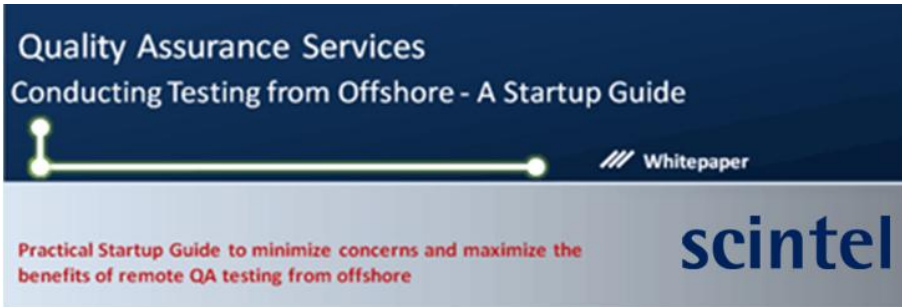 Quality Assurance Services
Conducting Testing from Offshore - A Startup Guide
Whitepaper
Practical Startup Guide to minimize concerns and maximize the
benefits of remote QA testing from offshore
scintel